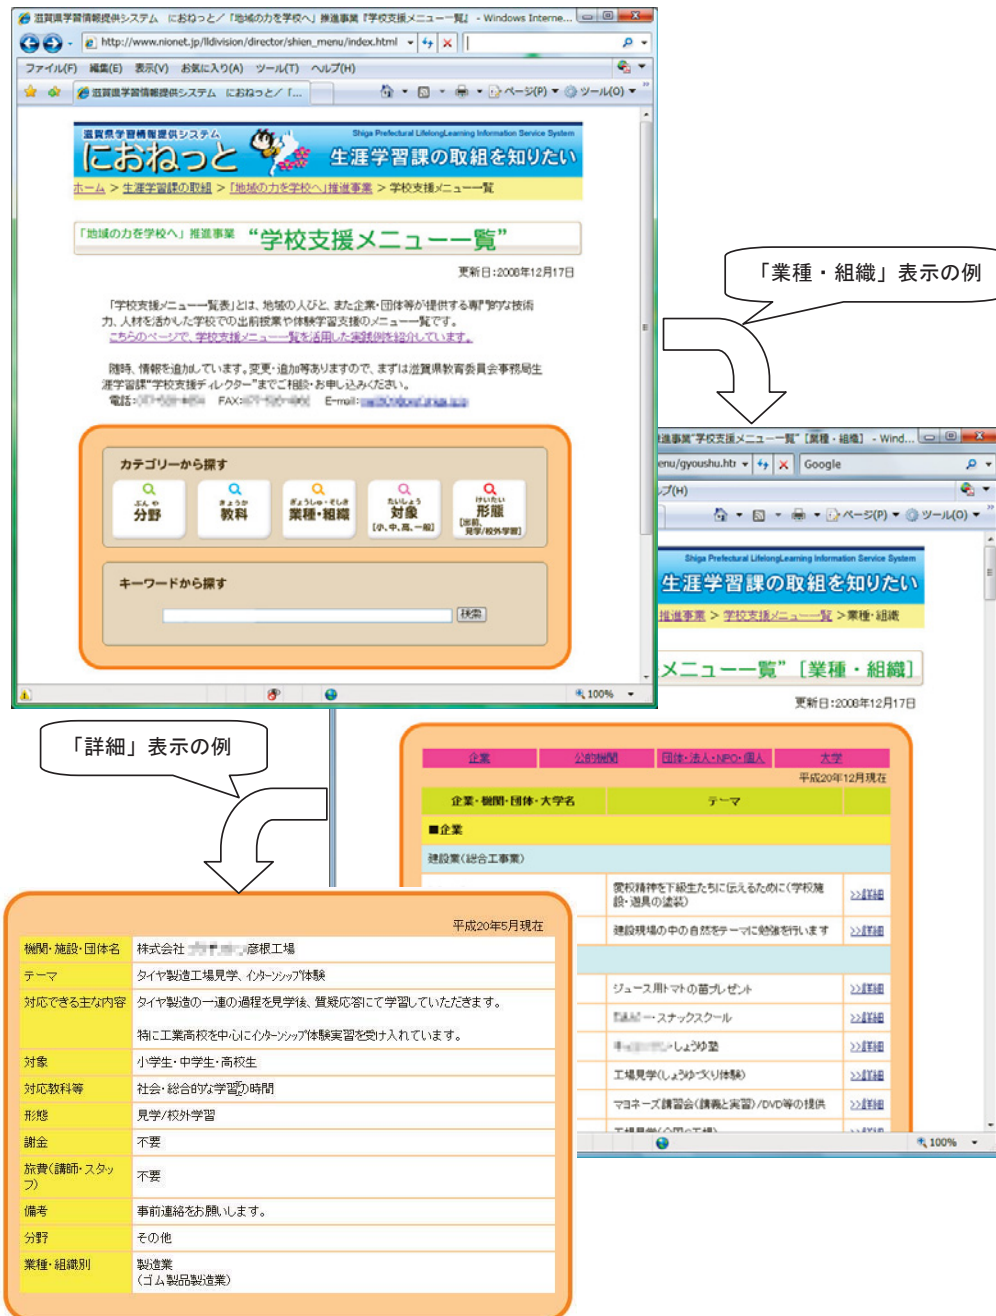 滋賀県学習情報提供システム におねっと/「地域の力を学校へ」推進事業『学校支援メニュー一覧』 - Windows Interne...
http://www.nionet.jp/lldivision/director/shien_menu/index.html
ファイル(F) 編集(E) 表示(V) お気に入り(A) ツール(T) ヘルプ(H)
滋賀県学習情報提供システム におねっと/「...
ページ(P) ツール(O)
滋賀県学習情報提供システム
におねっと
Shiga Prefectural LifelongLearning Information Service System
生涯学習課の取組を知りたい
ホーム > 生涯学習課の取組 > 「地域の力を学校へ」推進事業 > 学校支援メニュー一覧
「地域の力を学校へ」推進事業 “学校支援メニュー一覧”
更新日:2008年12月17日
「学校支援メニュー一覧表」とは、地域の人びと、また企業・団体等が提供する専門的な技術
力、人材を活かした学校での出前授業や体験学習支援のメニュー一覧です。
こちらのページで、学校支援メニュー一覧を活用した実践例を紹介しています。
随時、情報を追加しています。変更・追加等ありますので、まずは滋賀県教育委員会事務局生
涯学習課“学校支援ディレクター”までご相談・お申し込みください。
電話: FAX: E-mail:
カテゴリーから探す
ぶんや
分野
きょうか
教科
ぎょうしゅ・そしき
業種・組織
たいしょう
対象
[小、中、高、一般]
けいたい
形態
[出前、
見学/校外学習]
キーワードから探す
検索
100%
「業種・組織」表示の例
進事業“学校支援メニュー一覧”［業種・組織］ - Wind...
enu/gyoushu.htr
Google
ルプ(H)
ページ(P) ツール(O)
Shiga Prefectural LifelongLearning Information Service System
生涯学習課の取組を知りたい
推進事業 > 学校支援メニュー一覧 >業種・組織
メニュー一覧”［業種・組織］
更新日:2008年12月17日
企業 公的機関 団体・法人・NPO・個人 大学
平成20年12月現在
企業・機関・団体・大学名 テーマ
■企業
建設業(総合工事業)
愛校精神を下級生たちに伝えるために(学校施
設・遊具の塗装) >>詳細
建設現場の中の自然をテーマに勉強を行います >>詳細
ジュース用トマトの苗プレゼント >>詳細
ー・スナックスクール >>詳細
・しょうゆ塾 >>詳細
工場見学(しょうゆづくり体験) >>詳細
マヨネーズ講習会(講義と実習)/DVD等の提供 >>詳細
100%
「詳細」表示の例
平成20年5月現在
機関・施設・団体名 株式会社 彦根工場
テーマ タイヤ製造工場見学、インターンシップ体験
対応できる主な内容 タイヤ製造の一連の過程を見学後、質疑応答にて学習していただきます。
特に工業高校を中心にインターンシップ体験実習を受け入れています。
対象 小学生・中学生・高校生
対応教科等 社会・総合的な学習の時間
形態 見学/校外学習
謝金 不要
旅費(講師・スタッ
フ) 不要
備考 事前連絡をお願いします。
分野 その他
業種・組織別 製造業
(ゴム製品製造業)